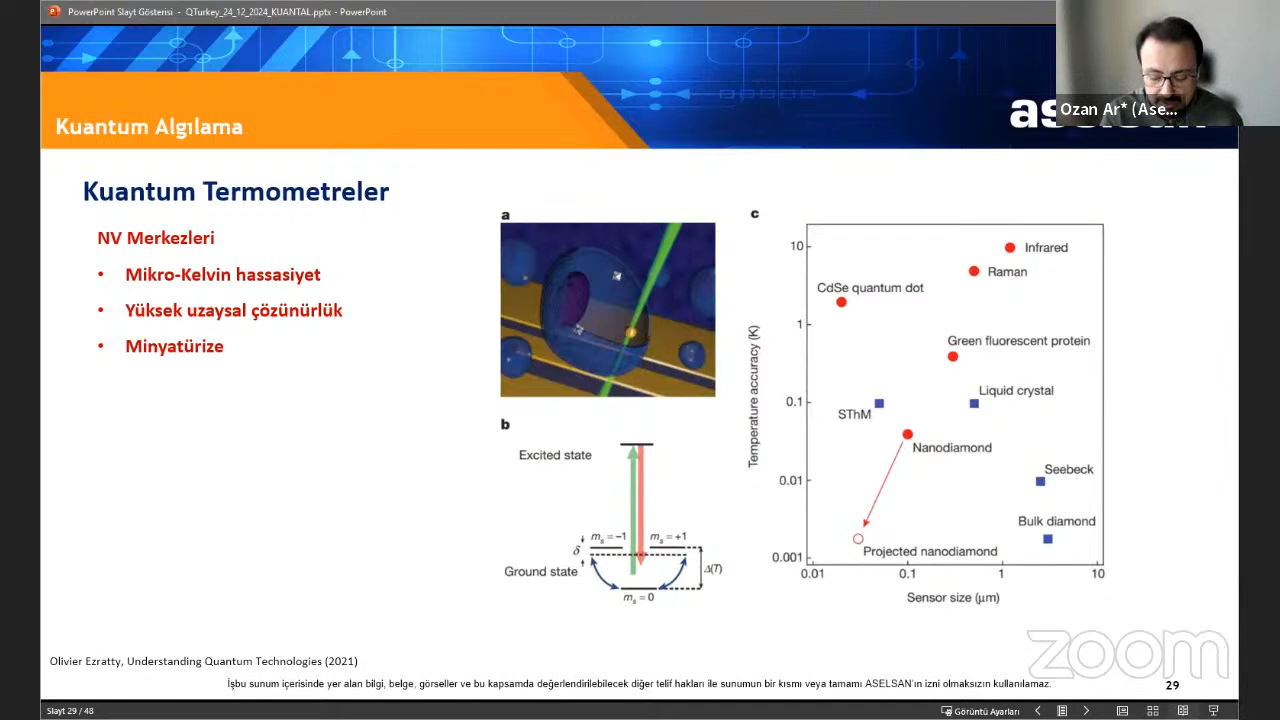 PowerPoint Slayt Gösterisi - QTurkey_24_12_2024_KUANTAL.pptx - PowerPoint
Ozan Ar* (Ase...
Kuantum Algılama
Kuantum Termometreler
NV Merkezleri
• Mikro-Kelvin hassasiyet
• Yüksek uzaysal çözünürlük
• Minyatürize
a
b
Excited state
mₛ = −1
mₛ = +1
δ
Δ(T)
Ground state
mₛ = 0
c
Temperature accuracy (K)
10
1
0.1
0.01
0.001
Infrared
Raman
CdSe quantum dot
Green fluorescent protein
Liquid crystal
SThM
Nanodiamond
Seebeck
Bulk diamond
Projected nanodiamond
0.01
0.1
1
10
Sensor size (μm)
zoom
Olivier Ezratty, Understanding Quantum Technologies (2021)
İşbu sunum içerisinde yer alan bilgi, belge, görseller ve bu kapsamda değerlendirilebilecek diğer telif hakları ile sunumun bir kısmı veya tamamı ASELSAN'ın izni olmaksızın kullanılamaz.
29
Slayt 29 / 48
Görüntü Ayarları